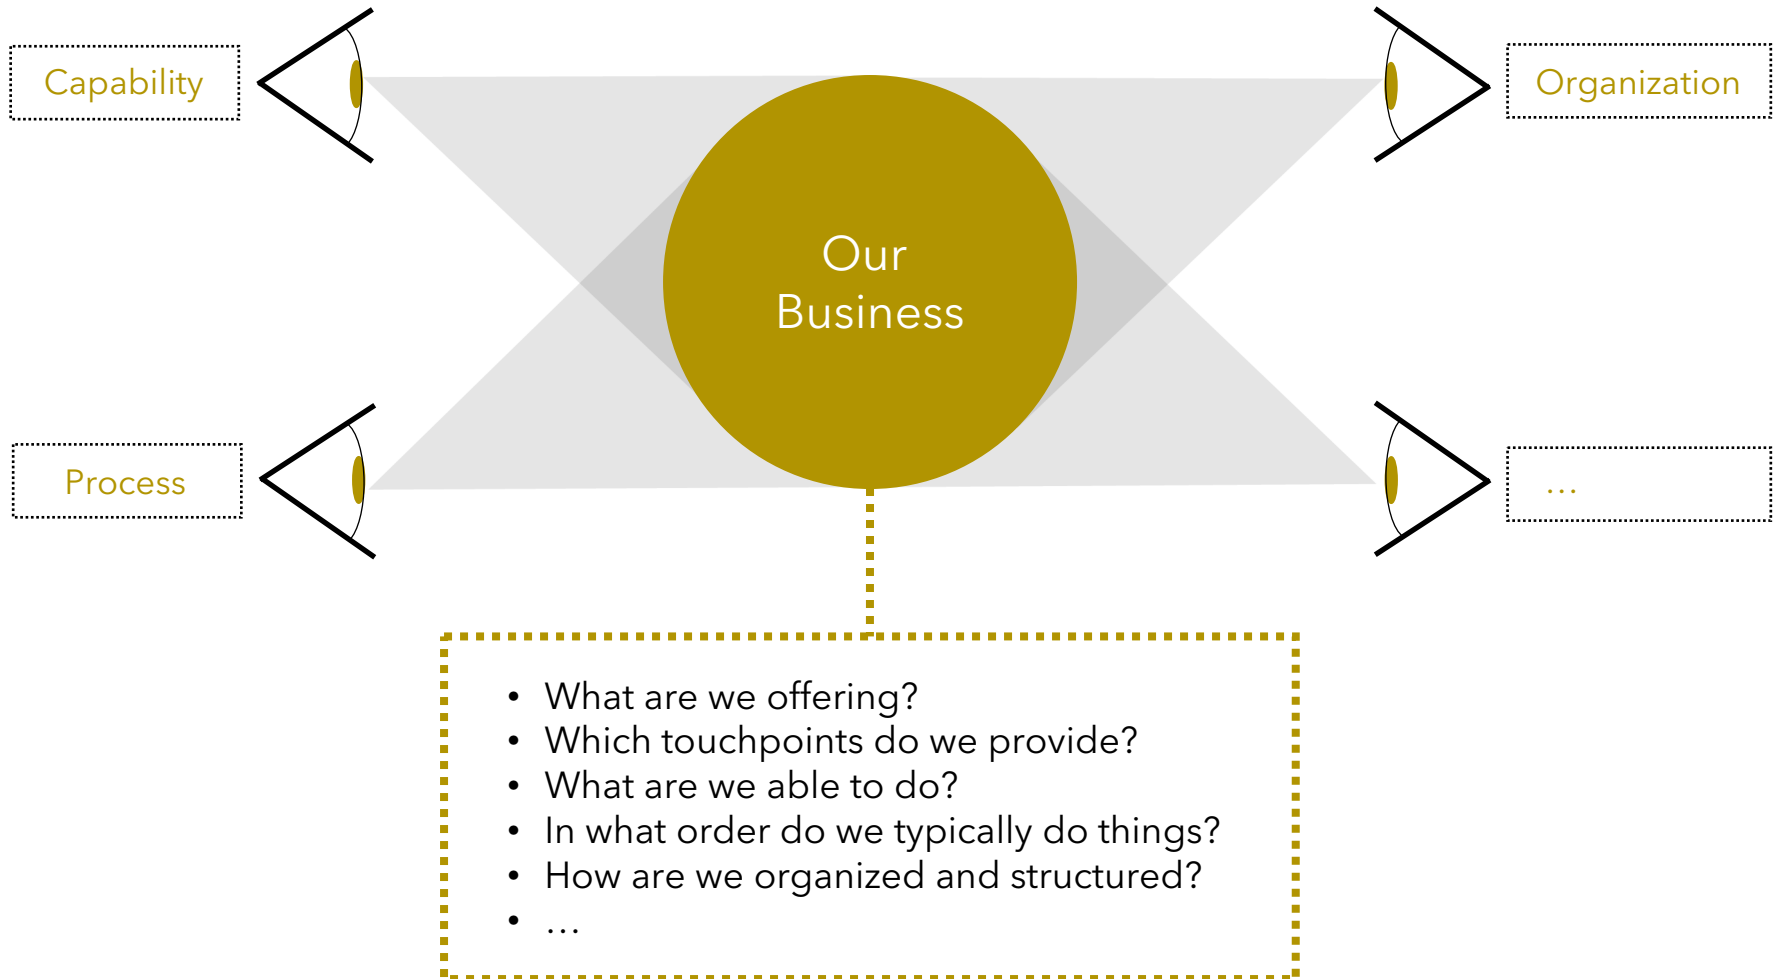 Capability
Organization
Our
Business
Process
…
• What are we offering?
• Which touchpoints do we provide?
• What are we able to do?
• In what order do we typically do things?
• How are we organized and structured?
• …